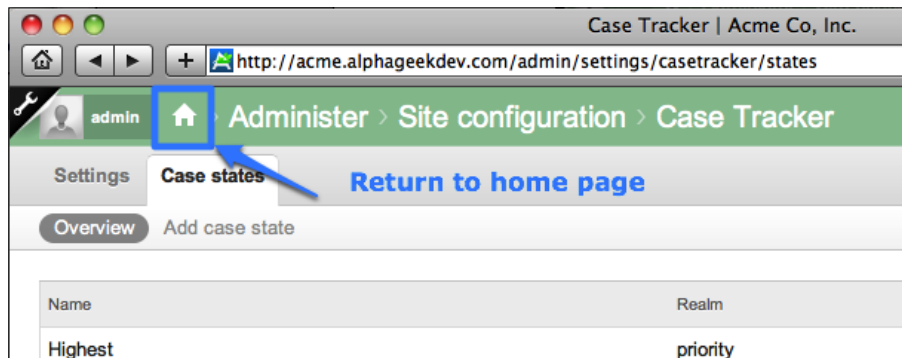 Case Tracker | Acme Co, Inc.
http://acme.alphageekdev.com/admin/settings/casetracker/states
admin › Administer › Site configuration › Case Tracker
Settings Case states Return to home page
Overview Add case state
Name Realm
Highest priority